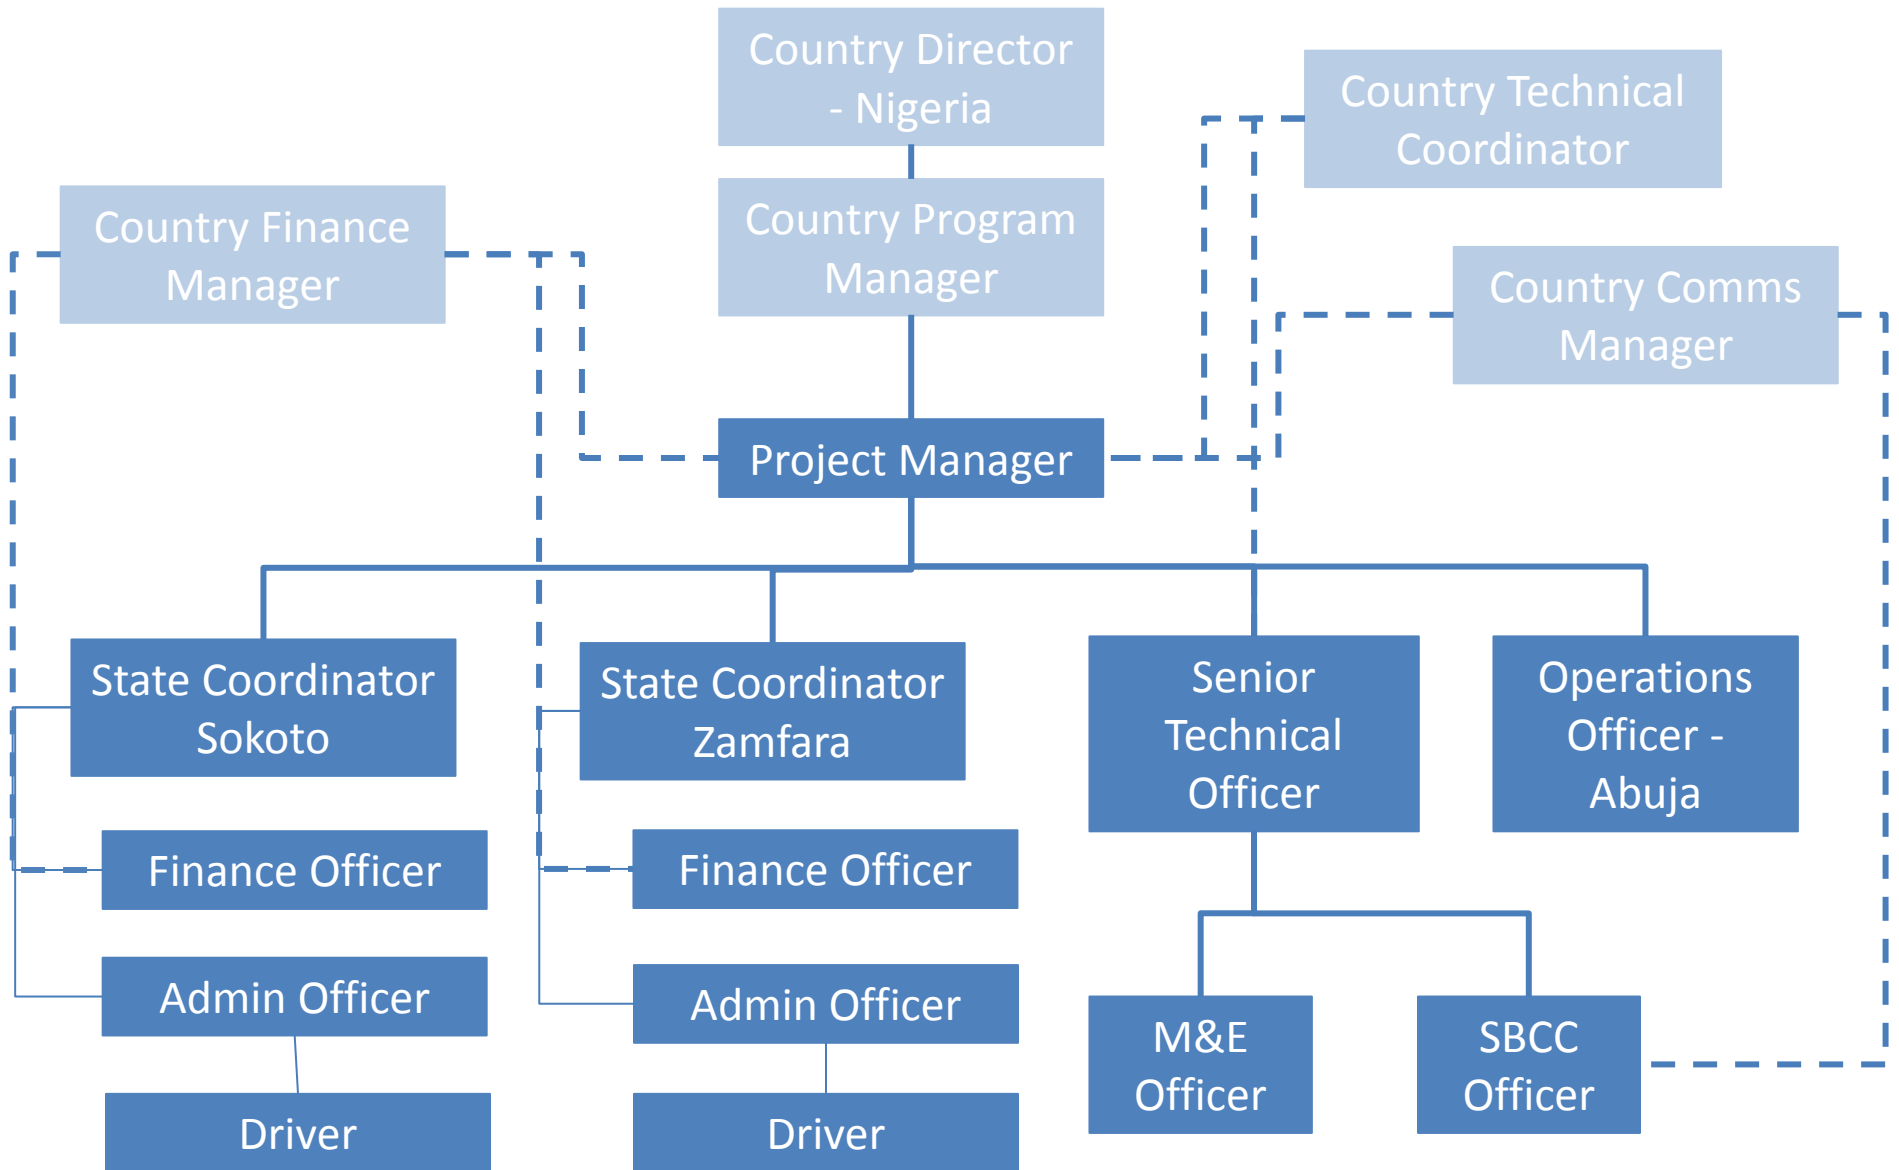 Country Director
- Nigeria
Country Technical
Coordinator
Country Finance
Manager
Country Program
Manager
Country Comms
Manager
Project Manager
State Coordinator
Sokoto
State Coordinator
Zamfara
Senior
Technical
Officer
Operations
Officer -
Abuja
Finance Officer
Finance Officer
Admin Officer
Admin Officer
M&E
Officer
SBCC
Officer
Driver
Driver